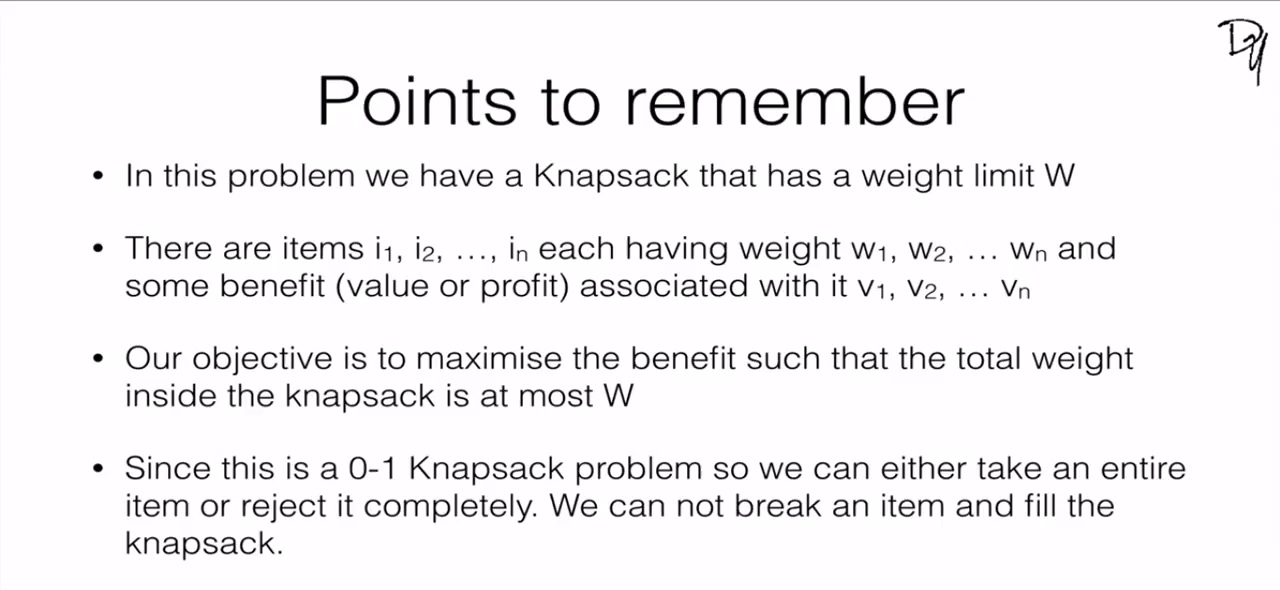 Points to remember
• In this problem we have a Knapsack that has a weight limit W
• There are items i₁, i₂, …, iₙ each having weight w₁, w₂, … wₙ and
some benefit (value or profit) associated with it v₁, v₂, … vₙ
• Our objective is to maximise the benefit such that the total weight
inside the knapsack is at most W
• Since this is a 0-1 Knapsack problem so we can either take an entire
item or reject it completely. We can not break an item and fill the
knapsack.